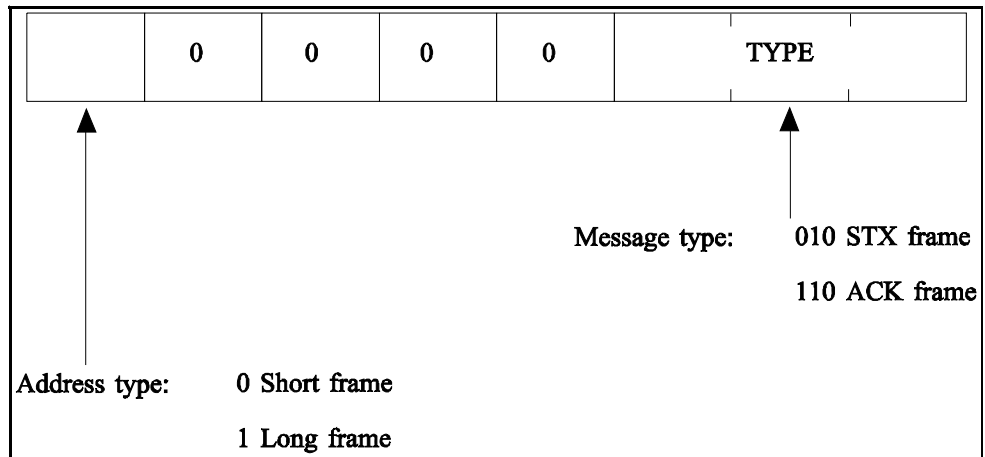 0 0 0 0 TYPE
Message type: 010 STX frame
110 ACK frame
Address type: 0 Short frame
1 Long frame